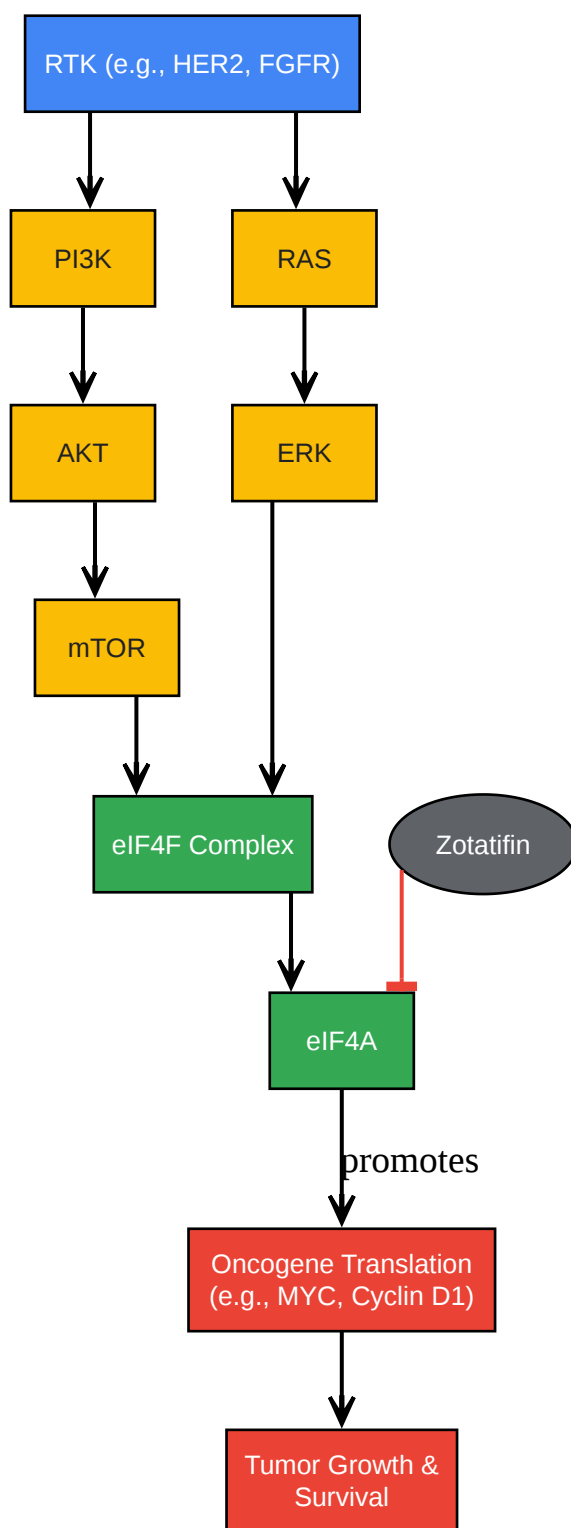 RTK (e.g., HER2, FGFR)
PI3K
RAS
AKT
ERK
mTOR
eIF4F Complex
Zotatifin
eIF4A
promotes
Oncogene Translation
(e.g., MYC, Cyclin D1)
Tumor Growth &
Survival